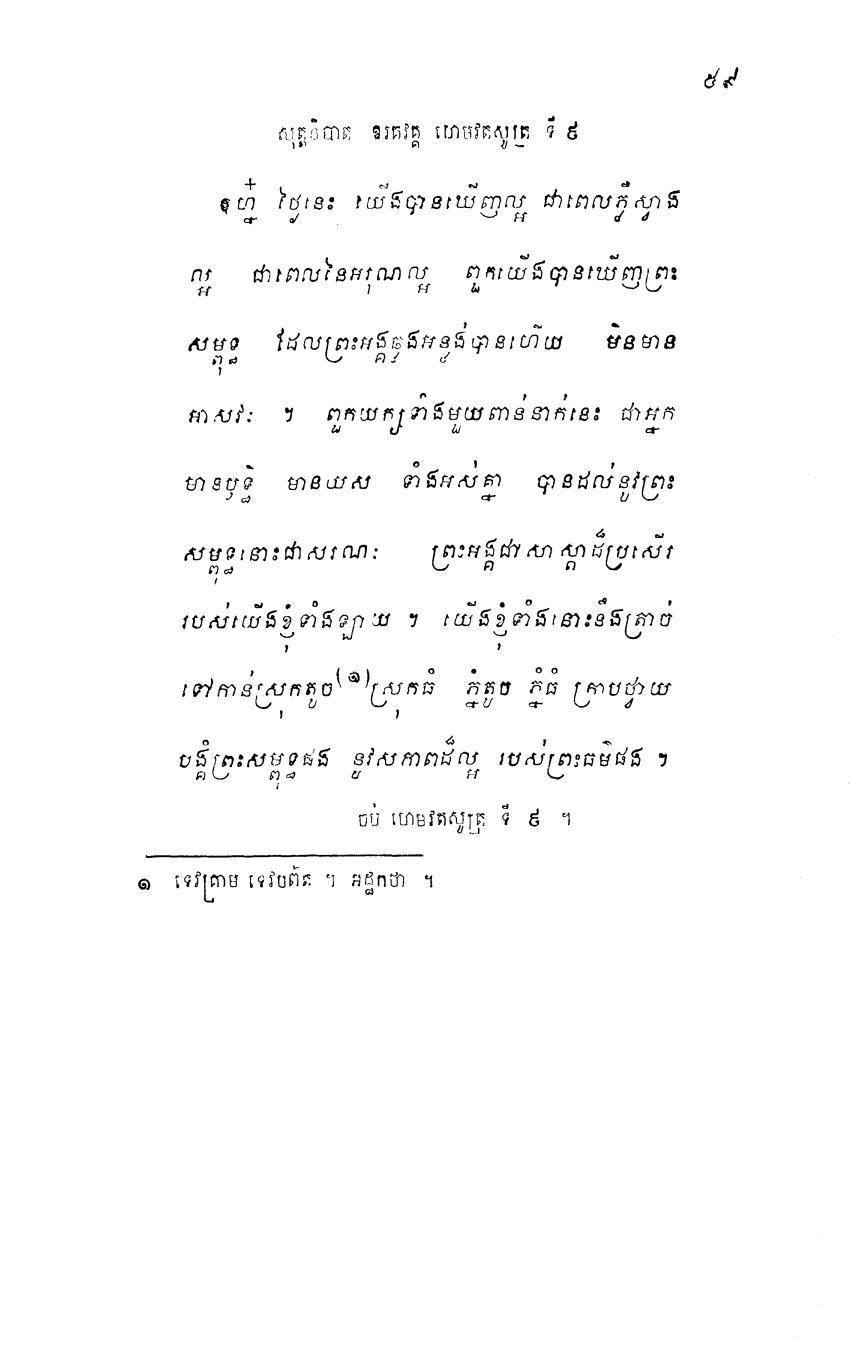 ៥៩
សុត្តនិបាត ឧរគវគ្គ ហេមវតសូត្រ ទី ៩
ថ្ងៃនេះ យើងបានឃើញល្អ ជាពេលភ្លឺស្វាង
ល្អ ជាពេលនៃអរុណល្អ ពួកយើងបានឃើញព្រះ
សម្ពុទ្ធ ដែលព្រះអង្គឆ្លងអន្លង់បានហើយ មិនមាន
អាសវៈ ។ ពួកយក្សទាំងមួយពាន់នាក់នេះ ជាអ្នក
មានឫទ្ធិ មានយស ទាំងអស់គ្នា បានដល់នូវព្រះ
សម្ពុទ្ធនោះជាសរណៈ ព្រះអង្គជាសាស្តាដ៏ប្រសើរ
របស់យើងខ្ញុំទាំងឡាយ ។ យើងខ្ញុំទាំងនោះនឹងត្រាច់
ទៅកាន់ស្រុកតូច(១)ស្រុកធំ ភ្នំតូច ភ្នំធំ ក្រាបថ្វាយ
បង្គំព្រះសម្ពុទ្ធផង នូវសភាពដ៏ល្អ របស់ព្រះធម៌ផង ។
ចប់ ហេមវតសូត្រ ទី ៩ ។
១ ទេវគ្រាម ទេវបព៌ត ។ អដ្ឋកថា ។